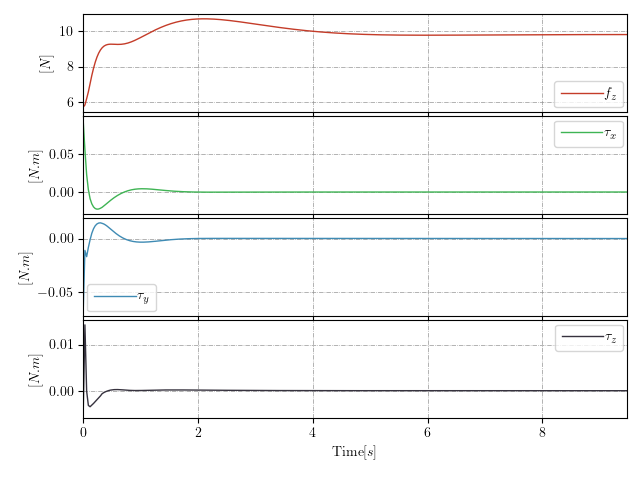 10
8
6
[N]
f_z
0.05
0.00
[N.m]
τ_x
0.00
−0.05
[N.m]
τ_y
0.01
0.00
[N.m]
τ_z
0 2 4 6 8
Time[s]